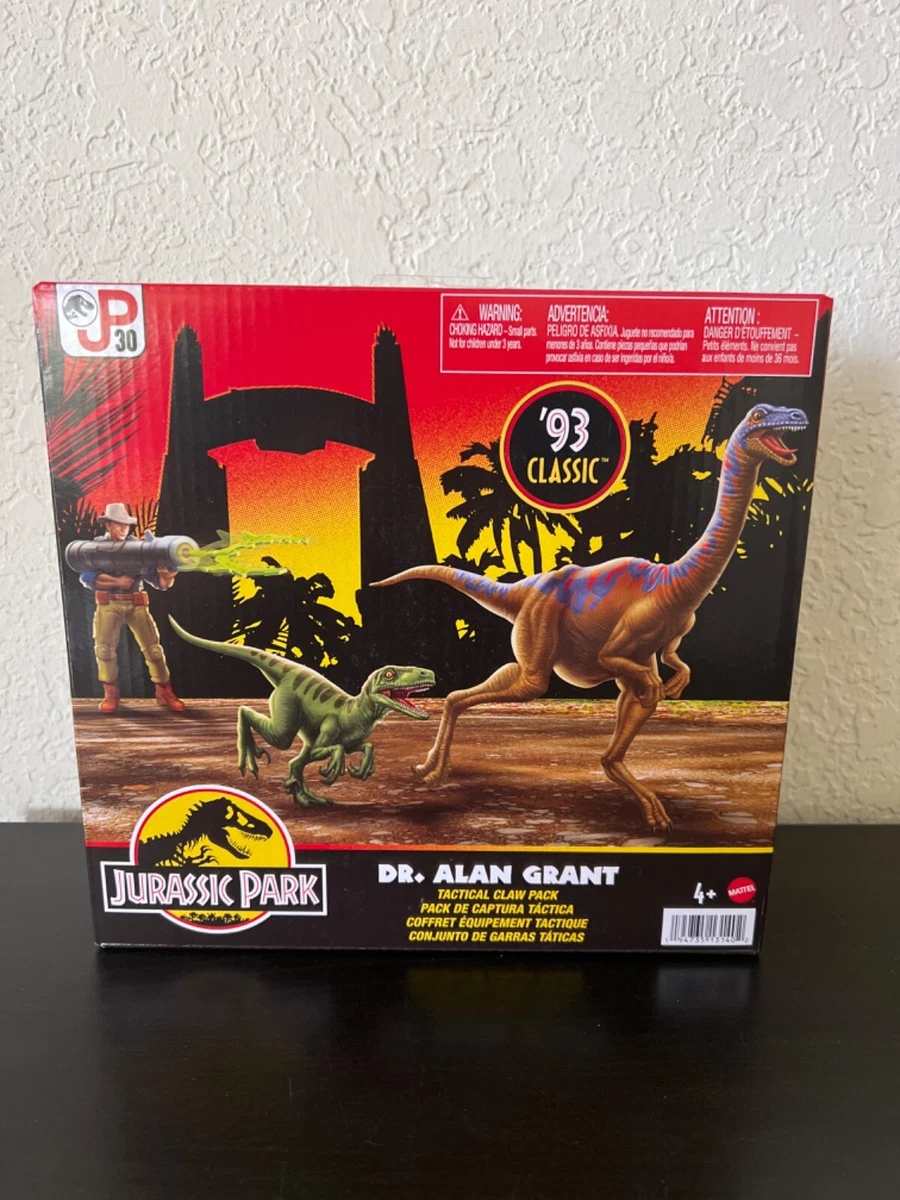 JP
30
WARNING:
CHOKING HAZARD – Small parts.
Not for children under 3 years.
ADVERTENCIA:
PELIGRO DE ASFIXIA. Juguete no recomendado para
menores de 3 años. Contiene piezas pequeñas que podrían
provocar asfixia en caso de ser ingeridas por el niño/a.
ATTENTION :
DANGER D'ÉTOUFFEMENT –
Petits éléments. Ne convient pas
aux enfants de moins de 36 mois.
'93
CLASSIC™
JURASSIC PARK
DR. ALAN GRANT
TACTICAL CLAW PACK
PACK DE CAPTURA TÁCTICA
COFFRET ÉQUIPEMENT TACTIQUE
CONJUNTO DE GARRAS TÁTICAS
4+
MATTEL